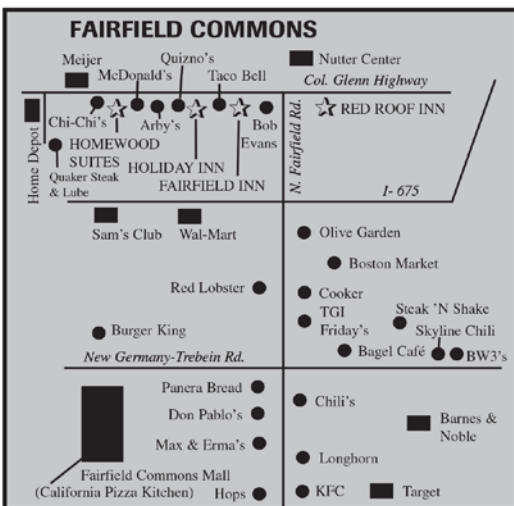 FAIRFIELD COMMONS
Meijer
Quizno's
Nutter Center
McDonald's
Taco Bell
Col. Glenn Highway
Home Depot
Chi-Chi's
HOMEWOOD
SUITES
Arby's
HOLIDAY INN
FAIRFIELD INN
Bob
Evans
N. Fairfield Rd.
RED ROOF INN
Quaker Steak
& Lube
I- 675
Sam's Club
Wal-Mart
Olive Garden
Boston Market
Red Lobster
Cooker
TGI
Friday's
Steak 'N Shake
Skyline Chili
Burger King
Bagel Café
BW3's
New Germany-Trebein Rd.
Panera Bread
Chili's
Don Pablo's
Barnes &
Noble
Max & Erma's
Longhorn
Fairfield Commons Mall
(California Pizza Kitchen)
Hops
KFC
Target